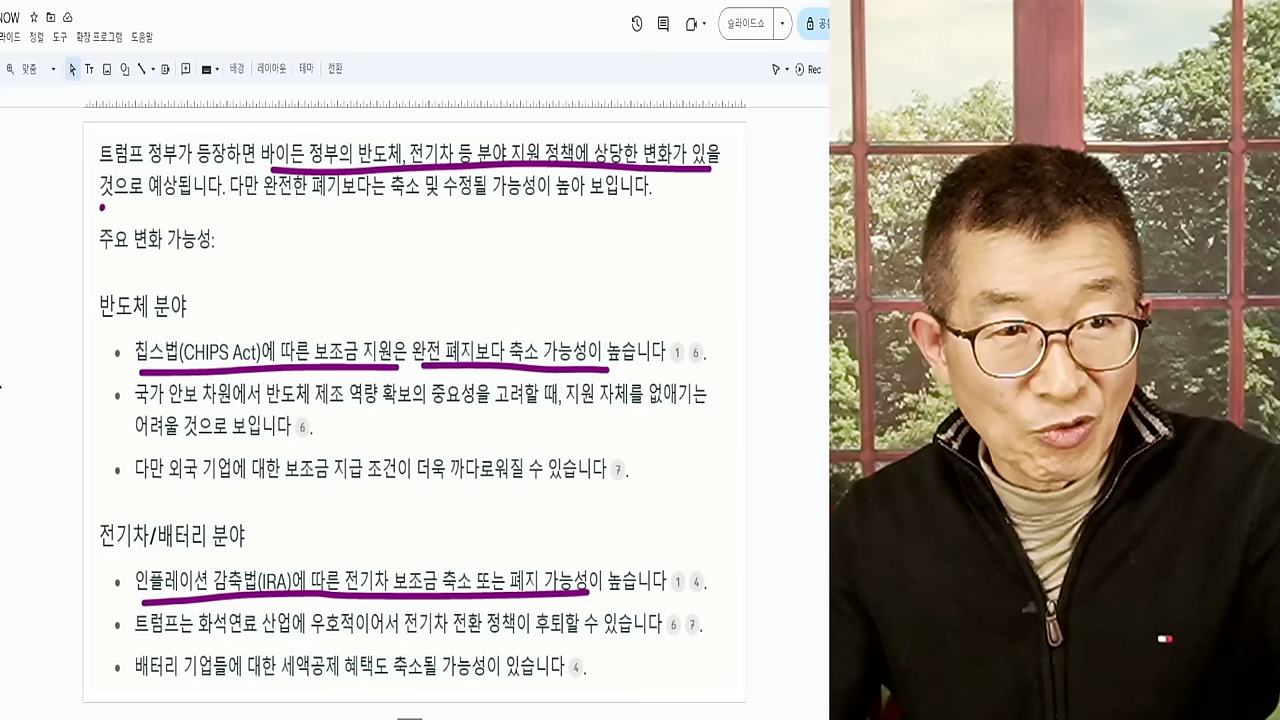 NOW
라이드 정렬 도구 확장 프로그램 도움말
슬라이드쇼
맞춤 Tт 배경 레이아웃 테마 전환 Rec
트럼프 정부가 등장하면 바이든 정부의 반도체, 전기차 등 분야 지원 정책에 상당한 변화가 있을
것으로 예상됩니다. 다만 완전한 폐기보다는 축소 및 수정될 가능성이 높아 보입니다.
주요 변화 가능성:
반도체 분야
• 칩스법(CHIPS Act)에 따른 보조금 지원은 완전 폐지보다 축소 가능성이 높습니다 1 6.
• 국가 안보 차원에서 반도체 제조 역량 확보의 중요성을 고려할 때, 지원 자체를 없애기는
어려울 것으로 보입니다 6.
• 다만 외국 기업에 대한 보조금 지급 조건이 더욱 까다로워질 수 있습니다 7.
전기차/배터리 분야
• 인플레이션 감축법(IRA)에 따른 전기차 보조금 축소 또는 폐지 가능성이 높습니다 1 4.
• 트럼프는 화석연료 산업에 우호적이어서 전기차 전환 정책이 후퇴할 수 있습니다 6 7.
• 배터리 기업들에 대한 세액공제 혜택도 축소될 가능성이 있습니다 4.